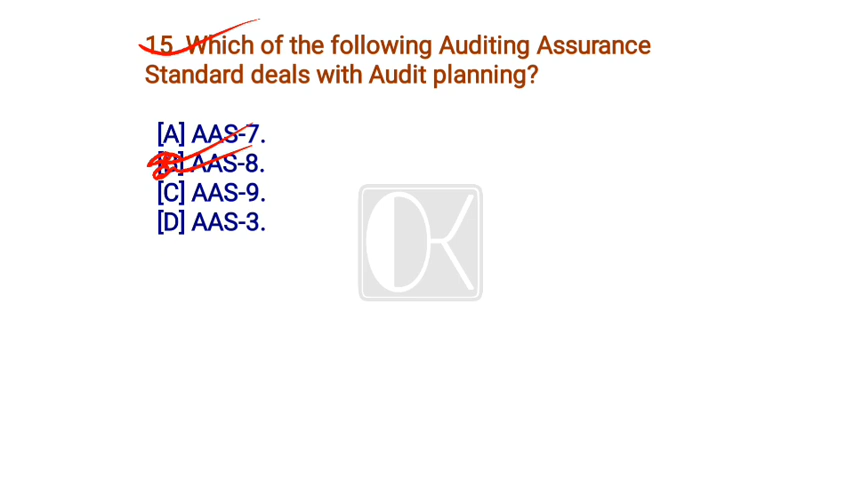 15. Which of the following Auditing Assurance
Standard deals with Audit planning?
[A] AAS-7.
[B] AAS-8.
[C] AAS-9.
[D] AAS-3.